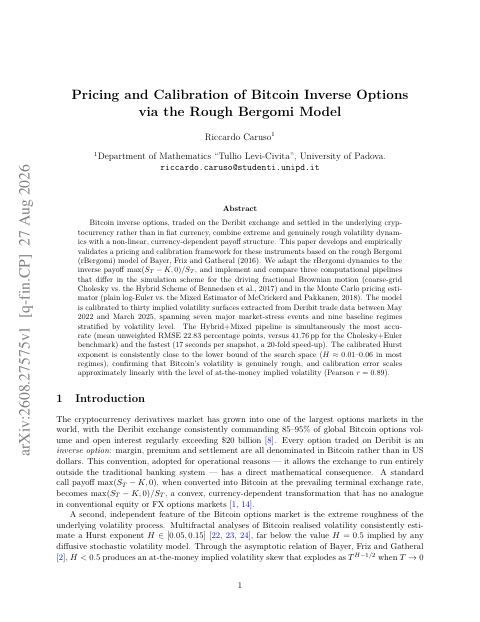 Pricing and Calibration of Bitcoin Inverse Options
via the Rough Bergomi Model
Riccardo Caruso¹
¹Department of Mathematics “Tullio Levi-Civita”, University of Padova.
riccardo.caruso@studenti.unipd.it
Abstract
Bitcoin inverse options, traded on the Deribit exchange and settled in the underlying cryp-
tocurrency rather than in fiat currency, combine extreme and genuinely rough volatility dynam-
ics with a non-linear, currency-dependent payoff structure. This paper develops and empirically
validates a pricing and calibration framework for these instruments based on the rough Bergomi
(rBergomi) model of Bayer, Friz and Gatheral (2016). We adapt the rBergomi dynamics to the
inverse payoff max(S_T − K, 0)/S_T, and implement and compare three computational pipelines
that differ in the simulation scheme for the driving fractional Brownian motion (coarse-grid
Cholesky vs. the Hybrid Scheme of Bennedsen et al., 2017) and in the Monte Carlo pricing esti-
mator (plain log-Euler vs. the Mixed Estimator of McCrickerd and Pakkanen, 2018). The model
is calibrated to thirty implied volatility surfaces extracted from Deribit trade data between May
2022 and March 2025, spanning seven major market-stress events and nine baseline regimes
stratified by volatility level. The Hybrid+Mixed pipeline is simultaneously the most accu-
rate (mean unweighted RMSE 22.83 percentage points, versus 41.76 pp for the Cholesky+Euler
benchmark) and the fastest (17 seconds per snapshot, a 20-fold speed-up). The calibrated Hurst
exponent is consistently close to the lower bound of the search space (H ≈ 0.01–0.06 in most
regimes), confirming that Bitcoin’s volatility is genuinely rough, and calibration error scales
approximately linearly with the level of at-the-money implied volatility (Pearson r = 0.89).
1 Introduction
The cryptocurrency derivatives market has grown into one of the largest options markets in the
world, with the Deribit exchange consistently commanding 85–95% of global Bitcoin options vol-
ume and open interest regularly exceeding $20 billion [8]. Every option traded on Deribit is an
inverse option: margin, premium and settlement are all denominated in Bitcoin rather than in US
dollars. This convention, adopted for operational reasons — it allows the exchange to run entirely
outside the traditional banking system — has a direct mathematical consequence. A standard
call payoff max(S_T − K, 0), when converted into Bitcoin at the prevailing terminal exchange rate,
becomes max(S_T − K, 0)/S_T, a convex, currency-dependent transformation that has no analogue
in conventional equity or FX options markets [1, 14].
A second, independent feature of the Bitcoin options market is the extreme roughness of the
underlying volatility process. Multifractal analyses of Bitcoin realised volatility consistently esti-
mate a Hurst exponent H ∈ [0.05, 0.15] [22, 23, 24], far below the value H = 0.5 implied by any
diffusive stochastic volatility model. Through the asymptotic relation of Bayer, Friz and Gatheral
[2], H < 0.5 produces an at-the-money implied volatility skew that explodes as T^{H−1/2} when T → 0
1
arXiv:2608.27575v1 [q-fin.CP] 27 Aug 2026